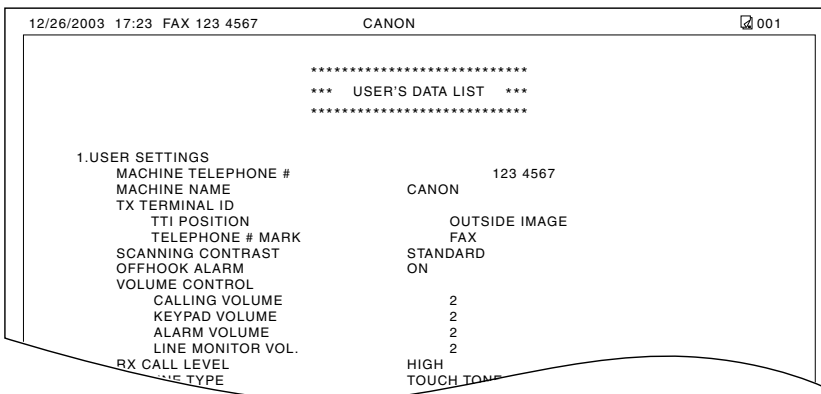 12/26/2003 17:23 FAX 123 4567 CANON 001
***************************
*** USER'S DATA LIST ***
***************************
1.USER SETTINGS
MACHINE TELEPHONE # 123 4567
MACHINE NAME CANON
TX TERMINAL ID
TTI POSITION OUTSIDE IMAGE
TELEPHONE # MARK FAX
SCANNING CONTRAST STANDARD
OFFHOOK ALARM ON
VOLUME CONTROL
CALLING VOLUME 2
KEYPAD VOLUME 2
ALARM VOLUME 2
LINE MONITOR VOL. 2
RX CALL LEVEL HIGH
TYPE TOUCH TONE